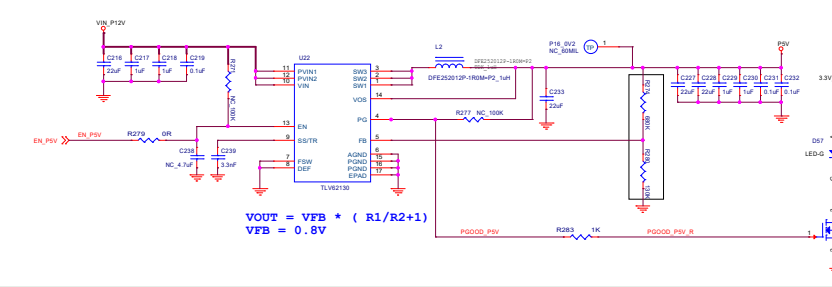 VIN_P12V
C216
22uF
C217
1uF
C218
1uF
C219
0.1uF
R271
NC_100K
U22
11
12
10
PVIN1
PVIN2
VIN
SW3
SW2
SW1
3
2
1
VOS
14
13
EN
PG
4
9
SS/TR
FB
5
7
8
FSW
DEF
AGND
PGND
PGND
EPAD
6
15
16
17
TLV62130
EN_P5V
EN_P5V
R279
0R
C238
NC_4.7uF
C239
3.3nF
L2
DFE252012P-1R0M=P2
DFE252012P-1R0M=P2_1uH
P16_0V2
NC_60MIL
TP
1
C233
22uF
R277
NC_100K
680K
130K
P5V
C227
22uF
C228
22uF
C229
1uF
C230
1uF
C231
0.1uF
C232
0.1uF
3.3V
D57
LED-G
VOUT = VFB * ( R1/R2+1)
VFB = 0.8V
PGOOD_P5V
R283
1K
PGOOD_P5V_R
1